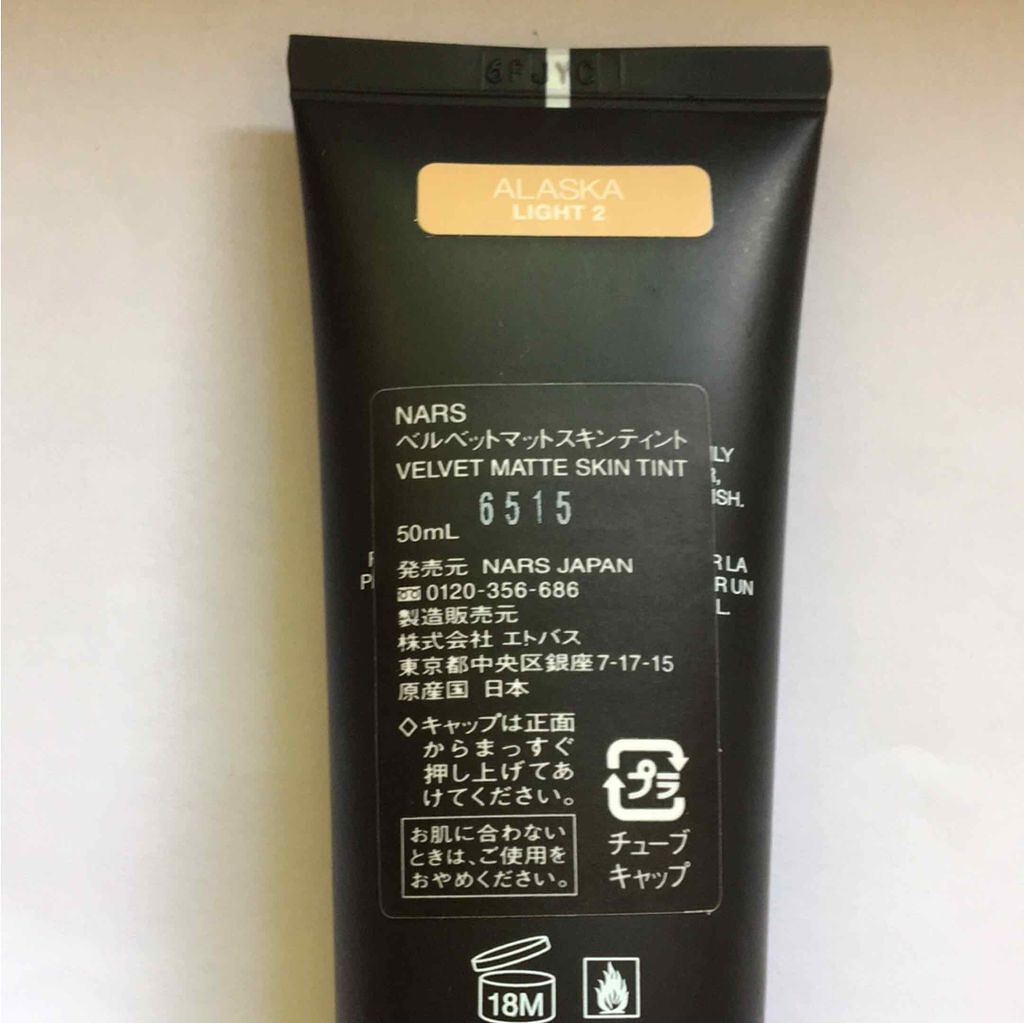 6FJYC
ALASKA
LIGHT 2
NARS
ベルベットマットスキンティント
VELVET MATTE SKIN TINT
6515
50mL
発売元 NARS JAPAN
0120-356-686
製造販売元
株式会社 エトバス
東京都中央区銀座7-17-15
原産国 日本
◇キャップは正面
からまっすぐ
押し上げてあ
けてください。
お肌に合わない
ときは、ご使用を
おやめください。
プラ
チューブ
キャップ
ISH.
R LA
R UN
L.
18M